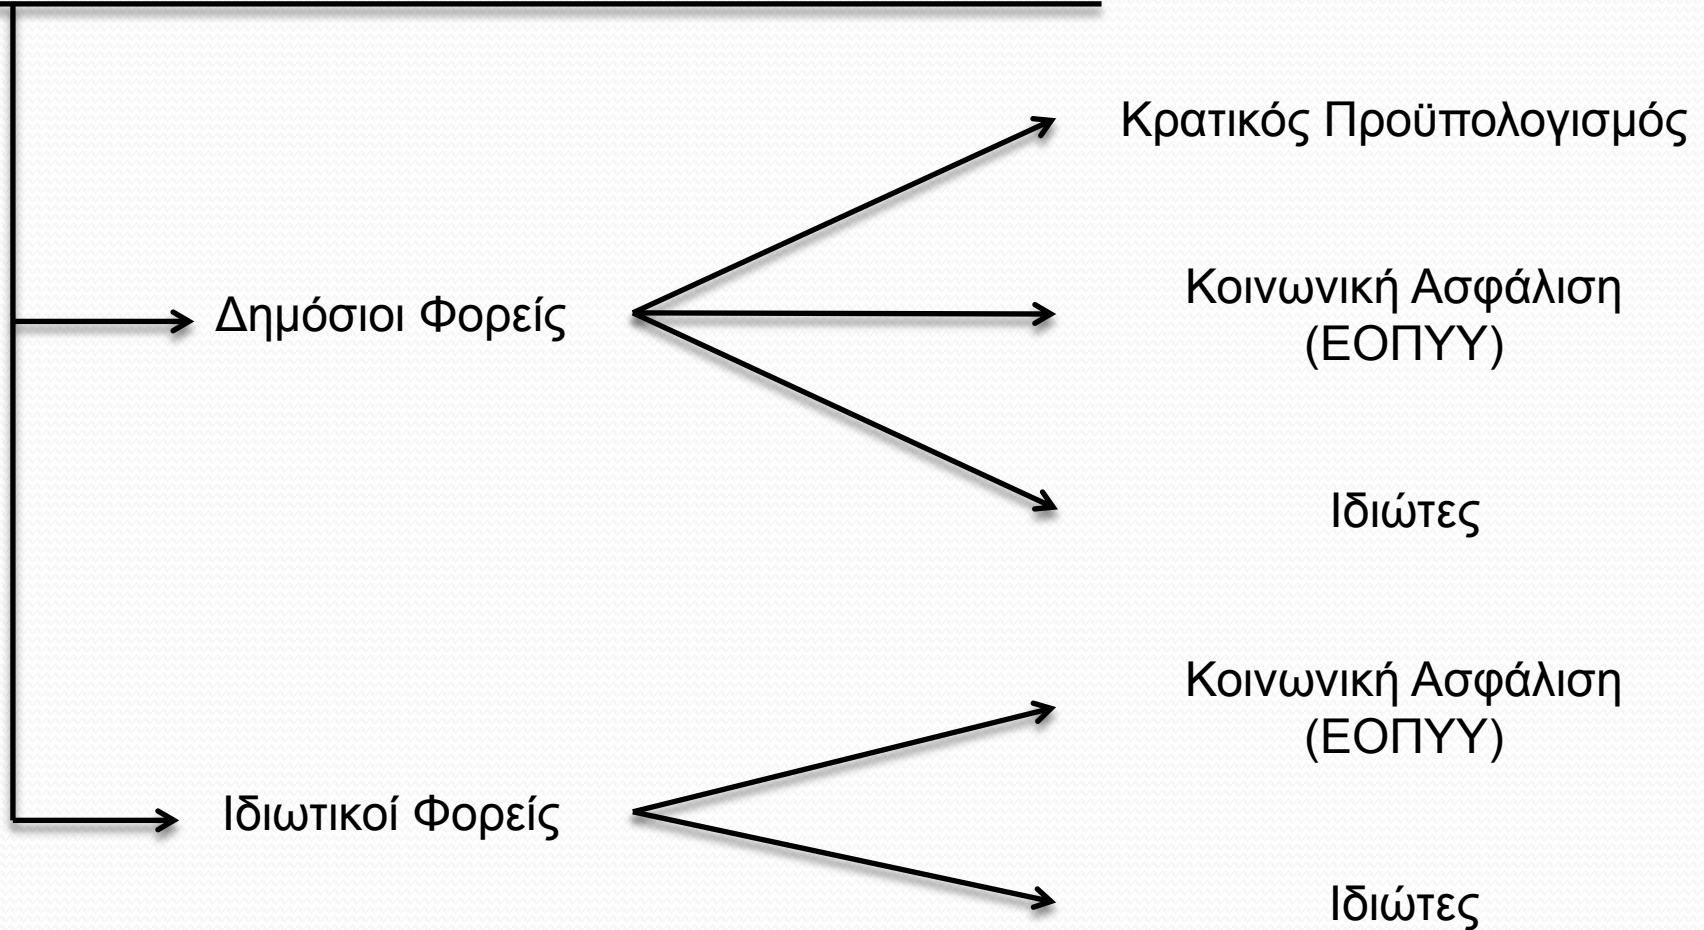 Κρατικός Προϋπολογισμός
Δημόσιοι Φορείς
Κοινωνική Ασφάλιση
(ΕΟΠΥΥ)
Ιδιώτες
Ιδιωτικοί Φορείς
Κοινωνική Ασφάλιση
(ΕΟΠΥΥ)
Ιδιώτες